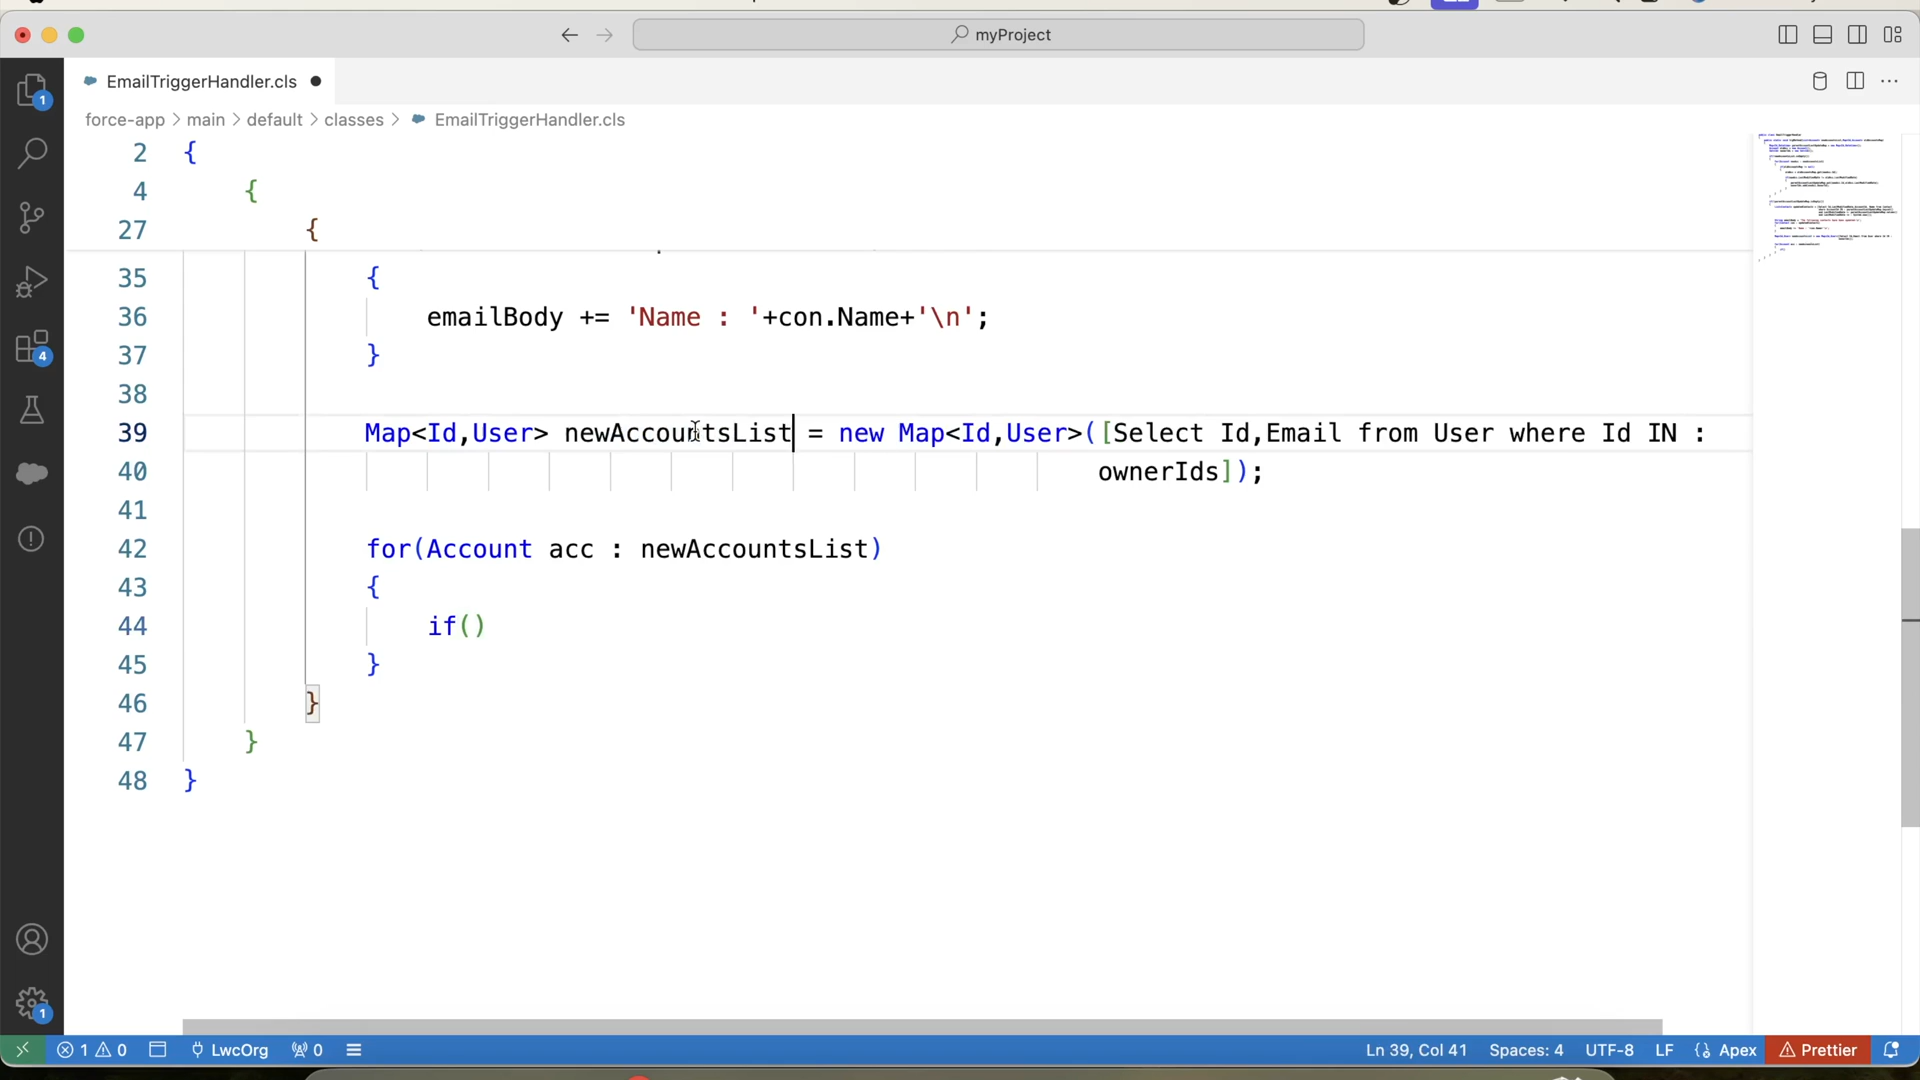 myProject
EmailTriggerHandler.cls
force-app > main > default > classes > EmailTriggerHandler.cls
2 {
4 {
27 {
35 {
36 emailBody += 'Name : '+con.Name+'\n';
37 }
38
39 Map<Id,User> newAccountsList = new Map<Id,User>([Select Id,Email from User where Id IN :
40 ownerIds]);
41
42 for(Account acc : newAccountsList)
43 {
44 if()
45 }
46 }
47 }
48 }
1
4
1
1 0 LwcOrg 0 Ln 39, Col 41 Spaces: 4 UTF-8 LF {} Apex Prettier